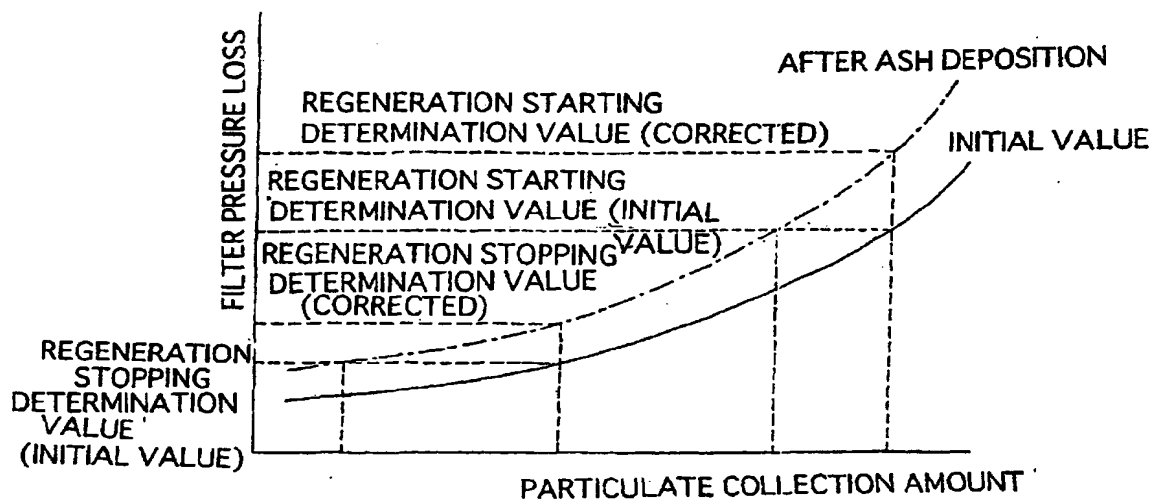 FILTER PRESSURE LOSS
AFTER ASH DEPOSITION
REGENERATION STARTING
DETERMINATION VALUE (CORRECTED)
INITIAL VALUE
REGENERATION STARTING
DETERMINATION VALUE (INITIAL
VALUE)
REGENERATION STOPPING
DETERMINATION VALUE
(CORRECTED)
REGENERATION
STOPPING
DETERMINATION
VALUE
(INITIAL VALUE)
PARTICULATE COLLECTION AMOUNT